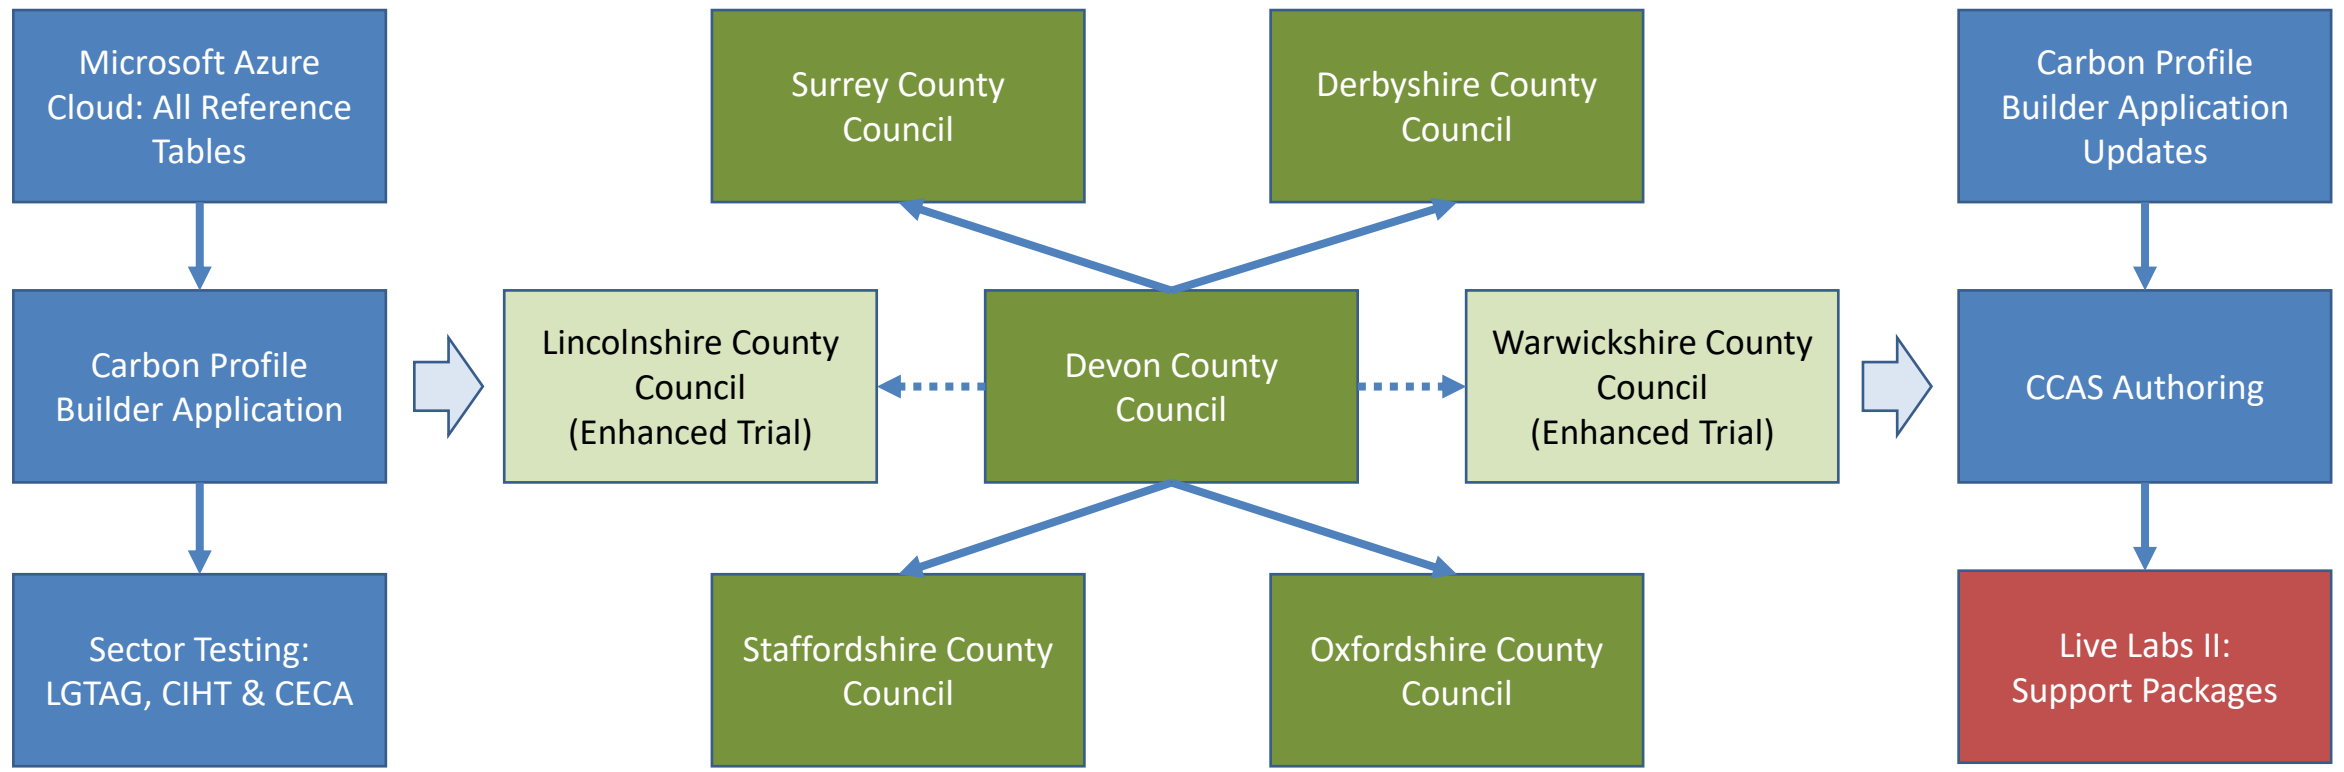 Microsoft Azure
Cloud: All Reference
Tables
Surrey County
Council
Derbyshire County
Council
Carbon Profile
Builder Application
Updates
Carbon Profile
Builder Application
Lincolnshire County
Council
(Enhanced Trial)
Devon County
Council
Warwickshire County
Council
(Enhanced Trial)
CCAS Authoring
Sector Testing:
LGTAG, CIHT & CECA
Staffordshire County
Council
Oxfordshire County
Council
Live Labs II:
Support Packages